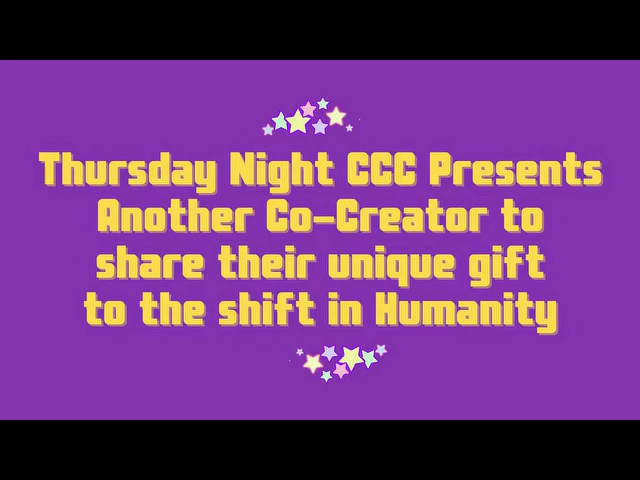 Thursday Night CCC Presents
Another Co-Creator to
share their unique gift
to the shift in Humanity